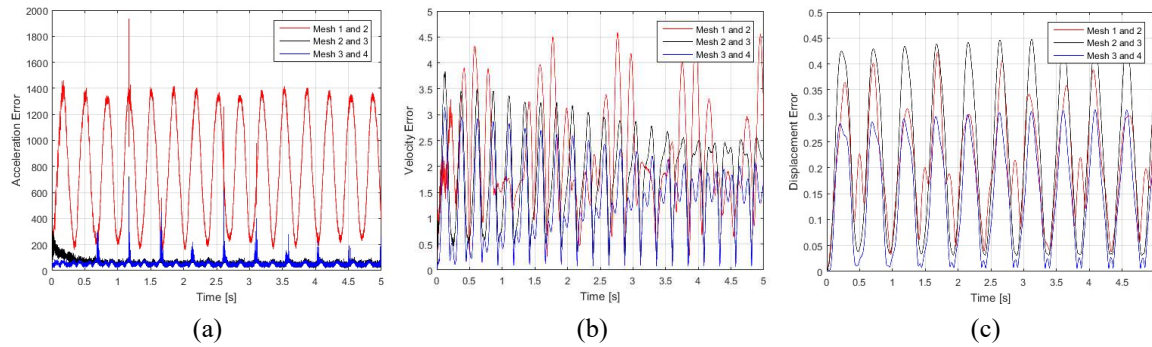 2000
1800
1600
1400
1200
1000
800
600
400
200
0
Acceleration Error
0 0.5 1 1.5 2 2.5 3 3.5 4 4.5 5
Time [s]
Mesh 1 and 2
Mesh 2 and 3
Mesh 3 and 4
(a)
5
4.5
4
3.5
3
2.5
2
1.5
1
0.5
0
Velocity Error
0 0.5 1 1.5 2 2.5 3 3.5 4 4.5 5
Time [s]
Mesh 1 and 2
Mesh 2 and 3
Mesh 3 and 4
(b)
0.5
0.45
0.4
0.35
0.3
0.25
0.2
0.15
0.1
0.05
0
Displacement Error
0 0.5 1 1.5 2 2.5 3 3.5 4 4.5 5
Time [s]
Mesh 1 and 2
Mesh 2 and 3
Mesh 3 and 4
(c)